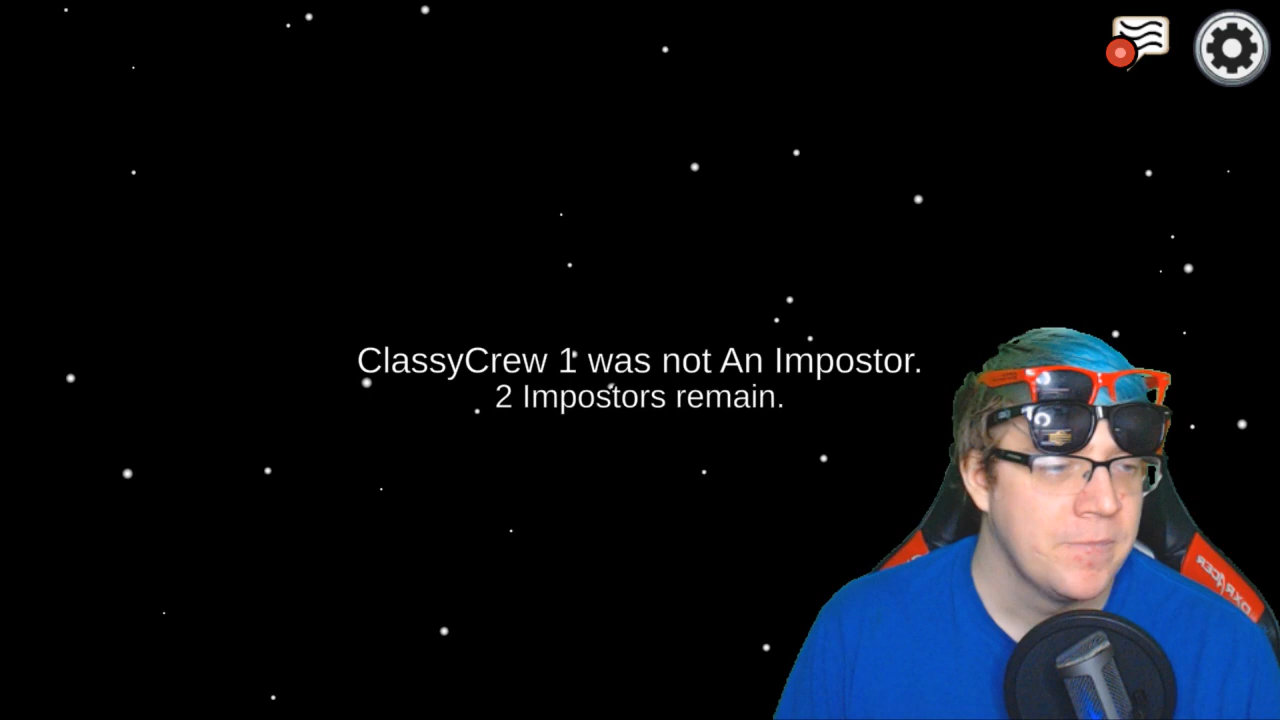 ClassyCrew 1 was not An Impostor.
2 Impostors remain.